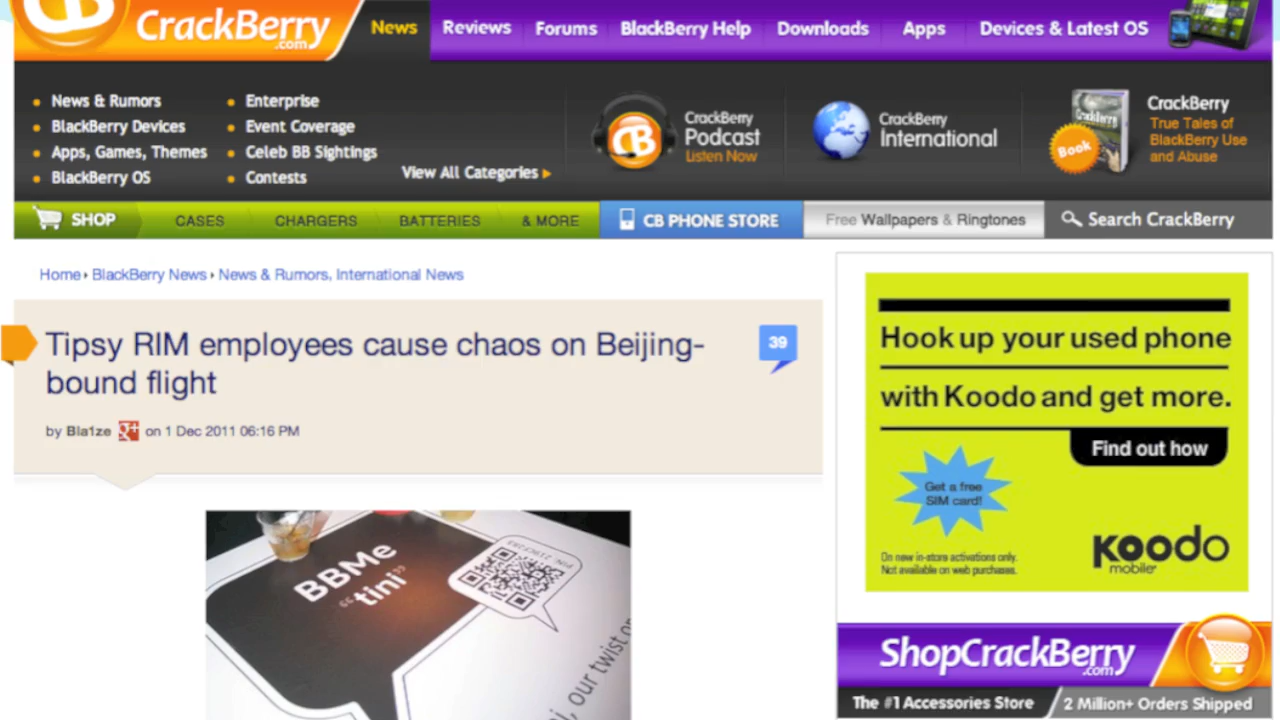 CrackBerry
.com
News
Reviews
Forums
BlackBerry Help
Downloads
Apps
Devices & Latest OS
News & Rumors
BlackBerry Devices
Apps, Games, Themes
BlackBerry OS
Enterprise
Event Coverage
Celeb BB Sightings
Contests
View All Categories
CB
CrackBerry
Podcast
Listen Now
CrackBerry
International
CrackBerry
Book
CrackBerry
True Tales of
BlackBerry Use
and Abuse
SHOP
CASES
CHARGERS
BATTERIES
& MORE
CB PHONE STORE
Free Wallpapers & Ringtones
Search CrackBerry
Home › BlackBerry News › News & Rumors, International News
Tipsy RIM employees cause chaos on Beijing-
bound flight
39
by Bla1ze g+ on 1 Dec 2011 06:16 PM
BBMe
"tini"
our twist on
Hook up your used phone
with Koodo and get more.
Find out how
Get a free
SIM card!
On new in-store activations only.
Not available on web purchases.
koodo
mobile
ShopCrackBerry
.com
The #1 Accessories Store
2 Million+ Orders Shipped